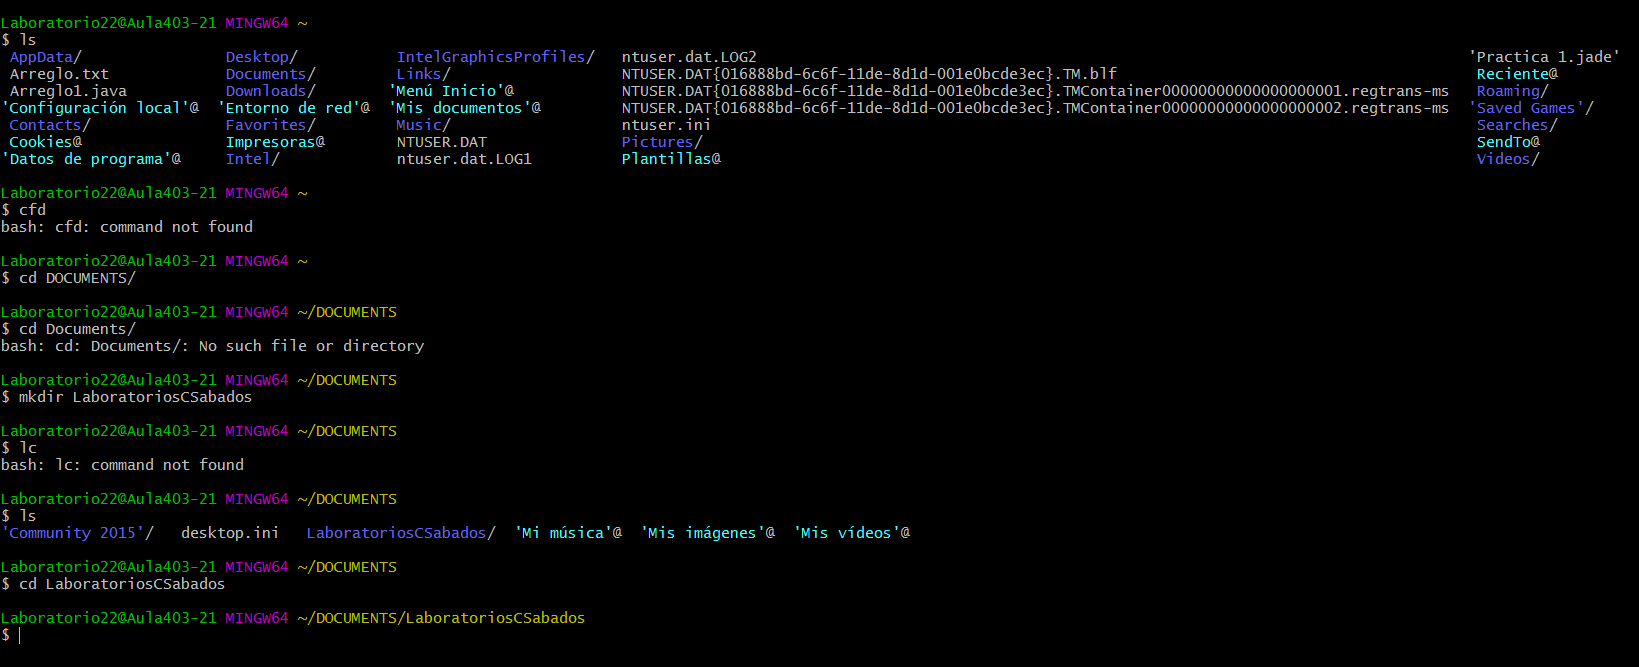 Laboratorio22@Aula403-21 MINGW64 ~
$ ls
 AppData/                Desktop/           IntelGraphicsProfiles/   ntuser.dat.LOG2                                                                               'Practica 1.jade'
 Arreglo.txt             Documents/         Links/                   NTUSER.DAT{016888bd-6c6f-11de-8d1d-001e0bcde3ec}.TM.blf                                        Reciente@
 Arreglo1.java           Downloads/        'Menú Inicio'@            NTUSER.DAT{016888bd-6c6f-11de-8d1d-001e0bcde3ec}.TMContainer00000000000000000001.regtrans-ms   Roaming/
'Configuración local'@  'Entorno de red'@  'Mis documentos'@         NTUSER.DAT{016888bd-6c6f-11de-8d1d-001e0bcde3ec}.TMContainer00000000000000000002.regtrans-ms  'Saved Games'/
 Contacts/               Favorites/         Music/                   ntuser.ini                                                                                     Searches/
 Cookies@                Impresoras@        NTUSER.DAT               Pictures/                                                                                      SendTo@
'Datos de programa'@     Intel/             ntuser.dat.LOG1          Plantillas@                                                                                    Videos/
Laboratorio22@Aula403-21 MINGW64 ~
$ cfd
bash: cfd: command not found
Laboratorio22@Aula403-21 MINGW64 ~
$ cd DOCUMENTS/
Laboratorio22@Aula403-21 MINGW64 ~/DOCUMENTS
$ cd Documents/
bash: cd: Documents/: No such file or directory
Laboratorio22@Aula403-21 MINGW64 ~/DOCUMENTS
$ mkdir LaboratoriosCSabados
Laboratorio22@Aula403-21 MINGW64 ~/DOCUMENTS
$ lc
bash: lc: command not found
Laboratorio22@Aula403-21 MINGW64 ~/DOCUMENTS
$ ls
'Community 2015'/   desktop.ini   LaboratoriosCSabados/  'Mi música'@  'Mis imágenes'@  'Mis vídeos'@
Laboratorio22@Aula403-21 MINGW64 ~/DOCUMENTS
$ cd LaboratoriosCSabados
Laboratorio22@Aula403-21 MINGW64 ~/DOCUMENTS/LaboratoriosCSabados
$